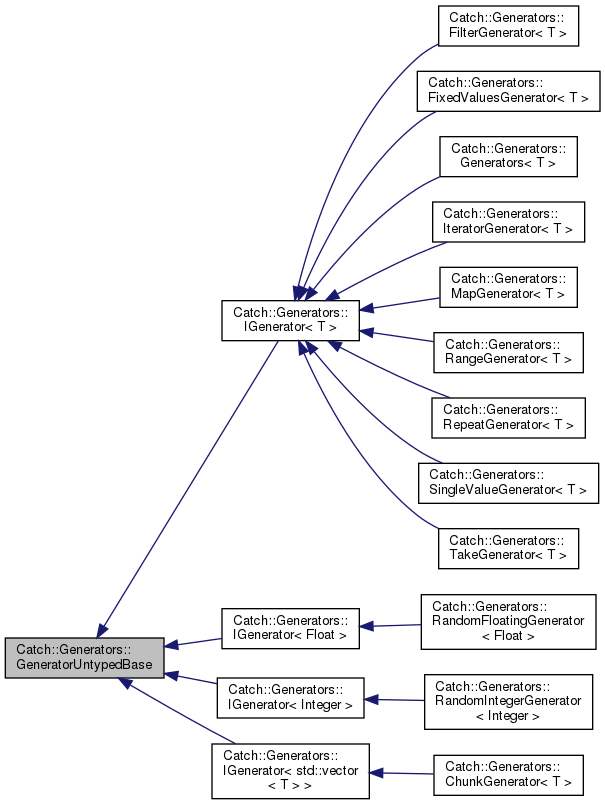 Catch::Generators::
FilterGenerator< T >
Catch::Generators::
FixedValuesGenerator< T >
Catch::Generators::
Generators< T >
Catch::Generators::
IteratorGenerator< T >
Catch::Generators::
MapGenerator< T >
Catch::Generators::
IGenerator< T >
Catch::Generators::
RangeGenerator< T >
Catch::Generators::
RepeatGenerator< T >
Catch::Generators::
SingleValueGenerator< T >
Catch::Generators::
TakeGenerator< T >
Catch::Generators::
GeneratorUntypedBase
Catch::Generators::
IGenerator< Float >
Catch::Generators::
RandomFloatingGenerator
< Float >
Catch::Generators::
IGenerator< Integer >
Catch::Generators::
RandomIntegerGenerator
< Integer >
Catch::Generators::
IGenerator< std::vector
< T > >
Catch::Generators::
ChunkGenerator< T >